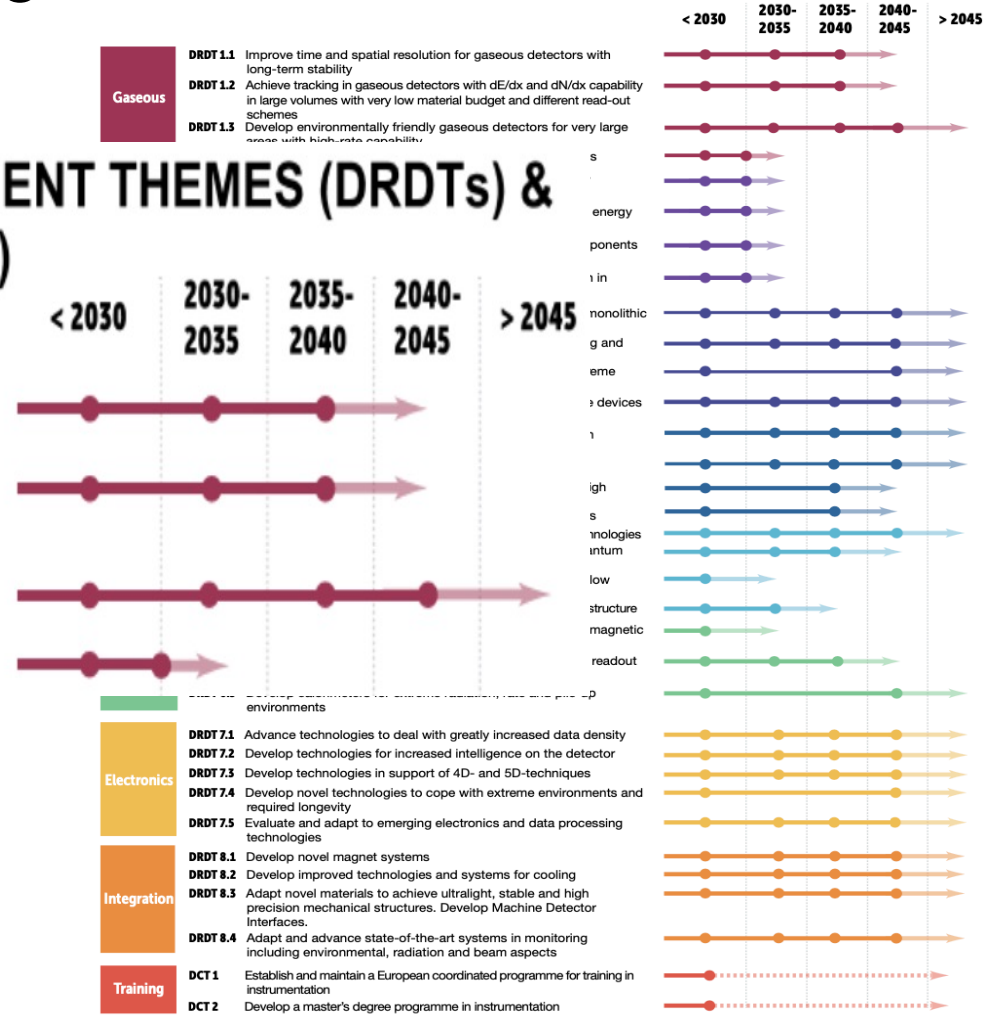 < 2030
2030-
2035
2035-
2040
2040-
2045
> 2045
Gaseous
DRDT 1.1 Improve time and spatial resolution for gaseous detectors with
long-term stability
DRDT 1.2 Achieve tracking in gaseous detectors with dE/dx and dN/dx capability
in large volumes with very low material budget and different read-out
schemes
DRDT 1.3 Develop environmentally friendly gaseous detectors for very large
areas with high-rate capability
s
ENT THEMES (DRDTs) &
)
energy
ponents
in
< 2030
2030-
2035
2035-
2040
2040-
2045
> 2045
monolithic
g and
eme
devices
igh
s
nologies
antum
low
structure
magnetic
readout
environments
Electronics
DRDT 7.1 Advance technologies to deal with greatly increased data density
DRDT 7.2 Develop technologies for increased intelligence on the detector
DRDT 7.3 Develop technologies in support of 4D- and 5D-techniques
DRDT 7.4 Develop novel technologies to cope with extreme environments and
required longevity
DRDT 7.5 Evaluate and adapt to emerging electronics and data processing
technologies
Integration
DRDT 8.1 Develop novel magnet systems
DRDT 8.2 Develop improved technologies and systems for cooling
DRDT 8.3 Adapt novel materials to achieve ultralight, stable and high
precision mechanical structures. Develop Machine Detector
Interfaces.
DRDT 8.4 Adapt and advance state-of-the-art systems in monitoring
including environmental, radiation and beam aspects
Training
DCT 1 Establish and maintain a European coordinated programme for training in
instrumentation
DCT 2 Develop a master's degree programme in instrumentation